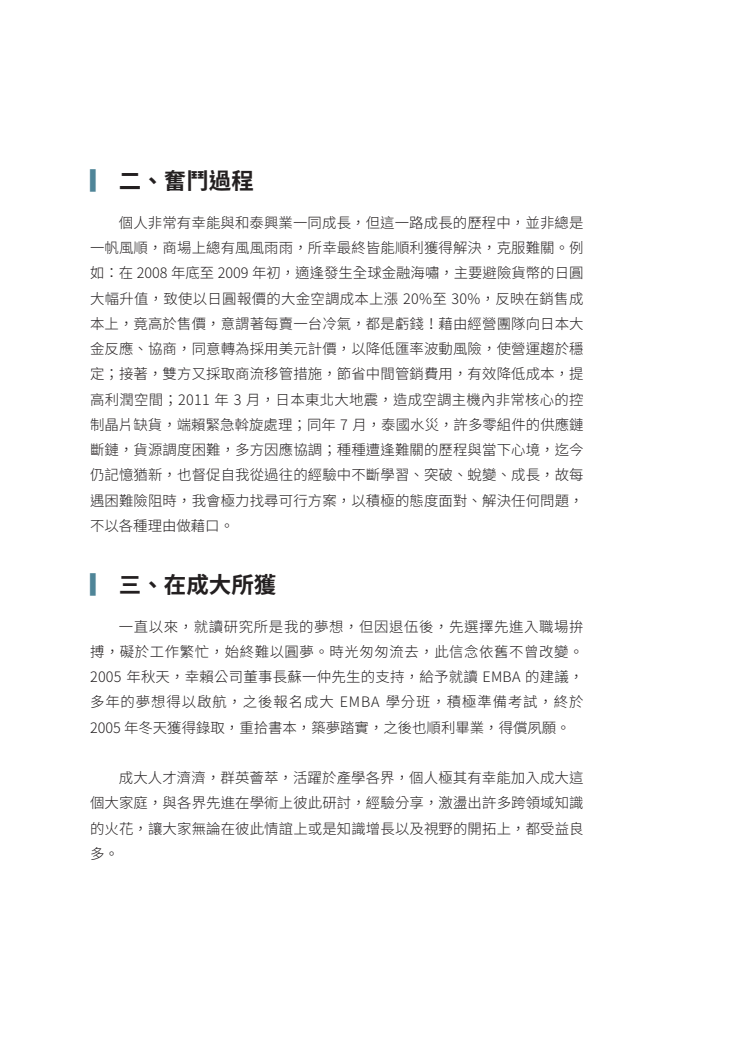 二、奮鬥過程
個人非常有幸能與和泰興業一同成長，但這一路成長的歷程中，並非總是
一帆風順，商場上總有風風雨雨，所幸最終皆能順利獲得解決，克服難關。例
如：在 2008 年底至 2009 年初，適逢發生全球金融海嘯，主要避險貨幣的日圓
大幅升值，致使以日圓報價的大金空調成本上漲 20%至 30%，反映在銷售成
本上，竟高於售價，意謂著每賣一台冷氣，都是虧錢！藉由經營團隊向日本大
金反應、協商，同意轉為採用美元計價，以降低匯率波動風險，使營運趨於穩
定；接著，雙方又採取商流移管措施，節省中間管銷費用，有效降低成本，提
高利潤空間；2011 年 3 月，日本東北大地震，造成空調主機內非常核心的控
制晶片缺貨，端賴緊急斡旋處理；同年 7 月，泰國水災，許多零組件的供應鏈
斷鏈，貨源調度困難，多方因應協調；種種遭逢難關的歷程與當下心境，迄今
仍記憶猶新，也督促自我從過往的經驗中不斷學習、突破、蛻變、成長，故每
遇困難險阻時，我會極力找尋可行方案，以積極的態度面對、解決任何問題，
不以各種理由做藉口。
三、在成大所獲
一直以來，就讀研究所是我的夢想，但因退伍後，先選擇先進入職場拚
搏，礙於工作繁忙，始終難以圓夢。時光匆匆流去，此信念依舊不曾改變。
2005 年秋天，幸賴公司董事長蘇一仲先生的支持，給予就讀 EMBA 的建議，
多年的夢想得以啟航，之後報名成大 EMBA 學分班，積極準備考試，終於
2005 年冬天獲得錄取，重拾書本，築夢踏實，之後也順利畢業，得償夙願。
成大人才濟濟，群英薈萃，活躍於產學各界，個人極其有幸能加入成大這
個大家庭，與各界先進在學術上彼此研討，經驗分享，激盪出許多跨領域知識
的火花，讓大家無論在彼此情誼上或是知識增長以及視野的開拓上，都受益良
多。